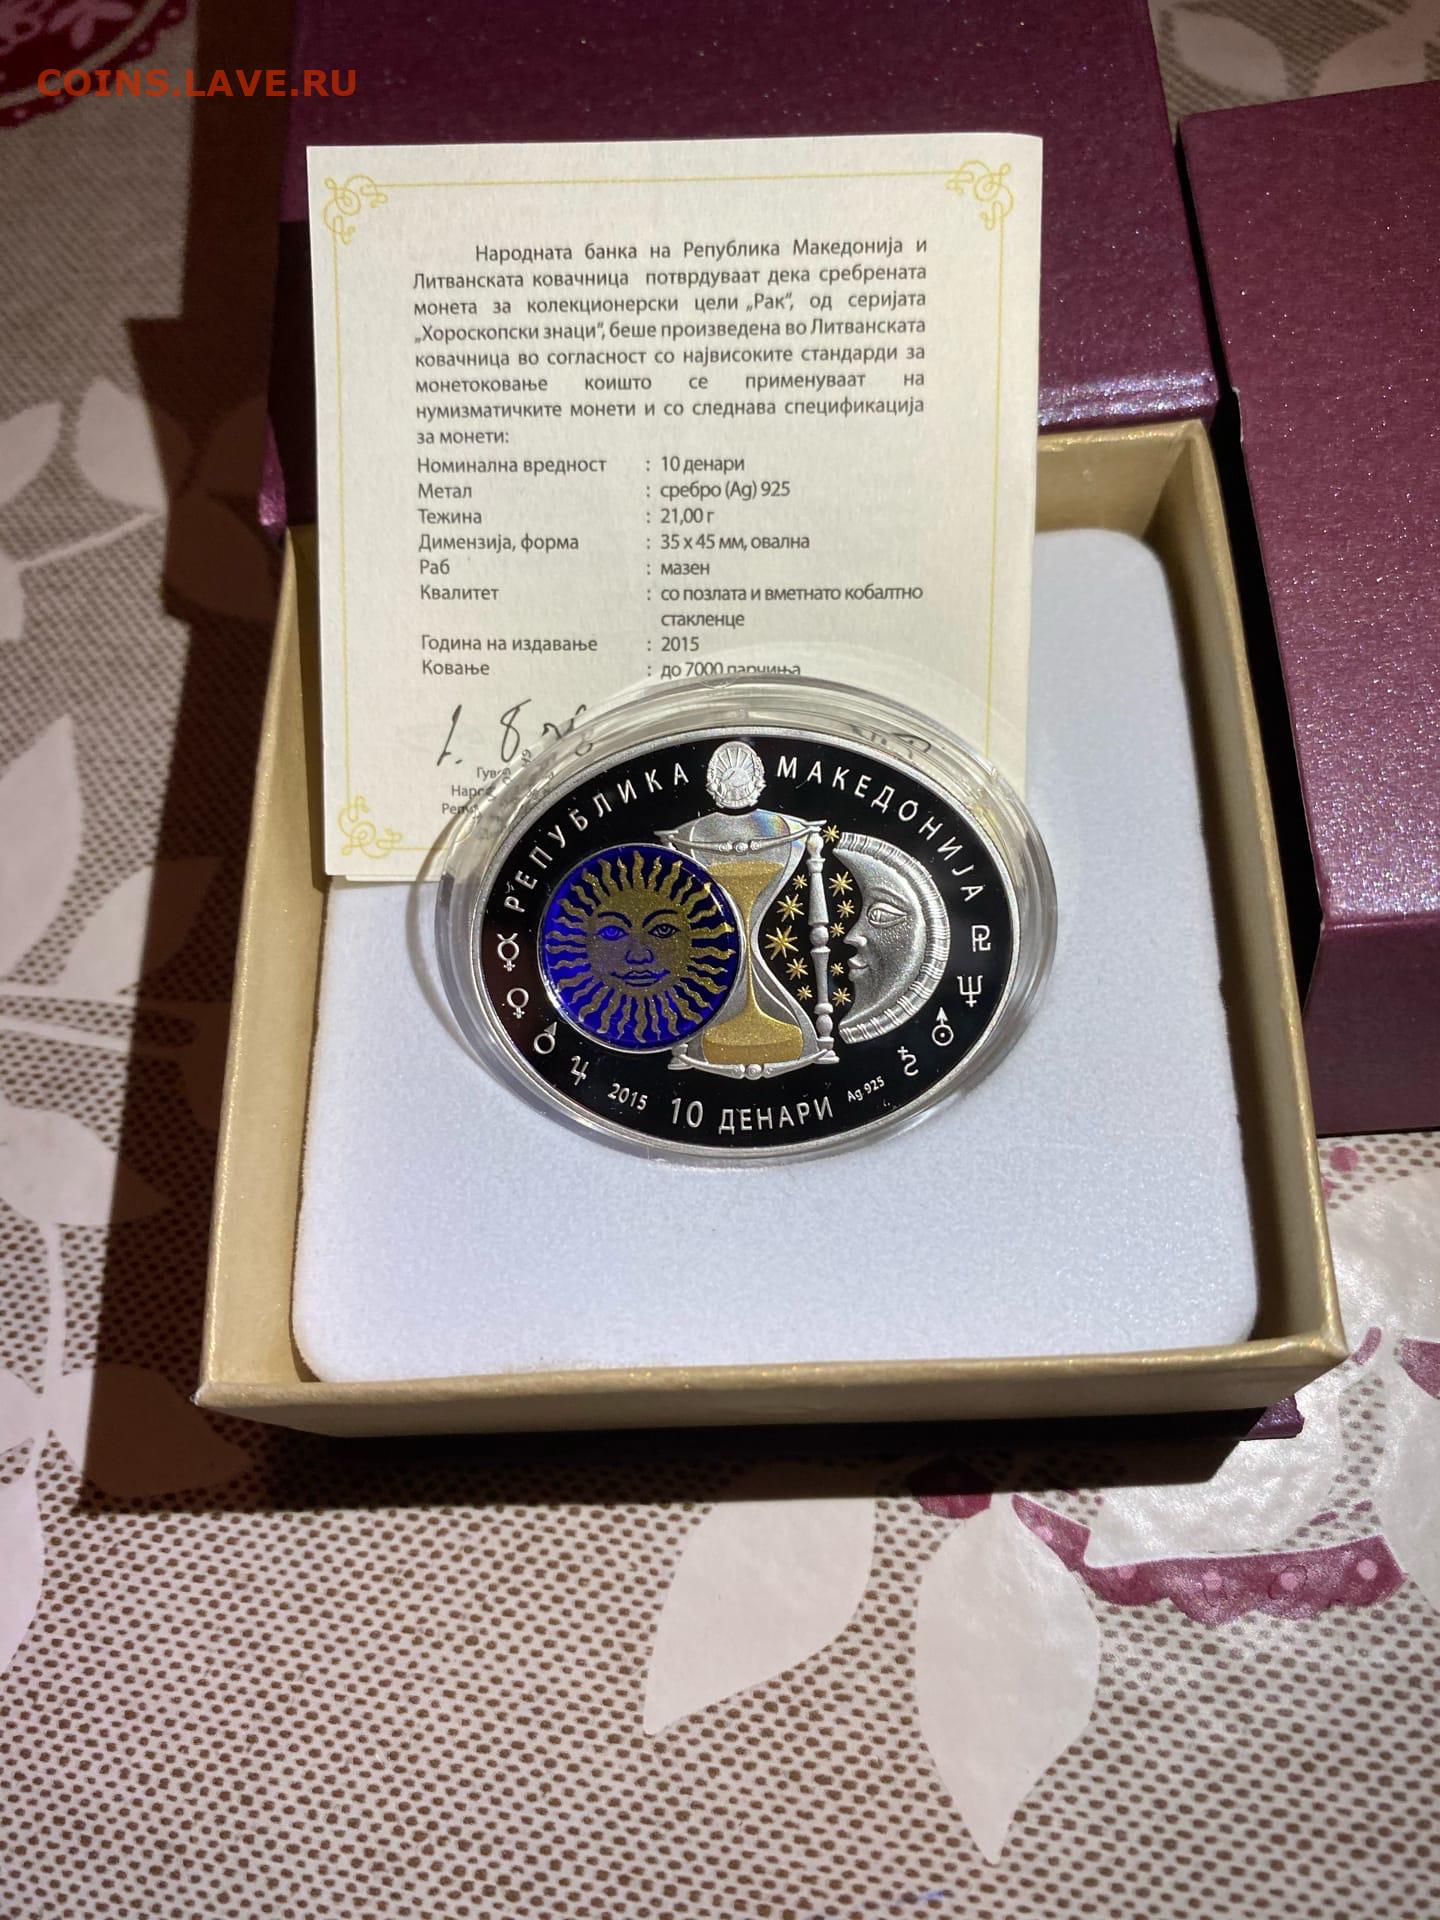 COINS.LAVE.RU
Народната банка на Република Македонија и
Литванската ковачница потврдуваат дека сребрената
монета за колекционерски цели „Рак“, од серијата
„Хороскопски знаци“, беше произведена во Литванската
ковачница во согласност со највисоките стандарди за
монетоковање коишто се применуваат на
нумизматичките монети и со следнава спецификација
за монети:
Номинална вредност : 10 денари
Метал : сребро (Ag) 925
Тежина : 21,00 г
Димензија, форма : 35 x 45 мм, овална
Раб : мазен
Квалитет : со позлата и вметнато кобалтно
стакленце
Година на издавање : 2015
Ковање : до 7000 парчиња
РЕПУБЛИКА МАКЕДОНИЈА
2015 10 ДЕНАРИ Ag 925